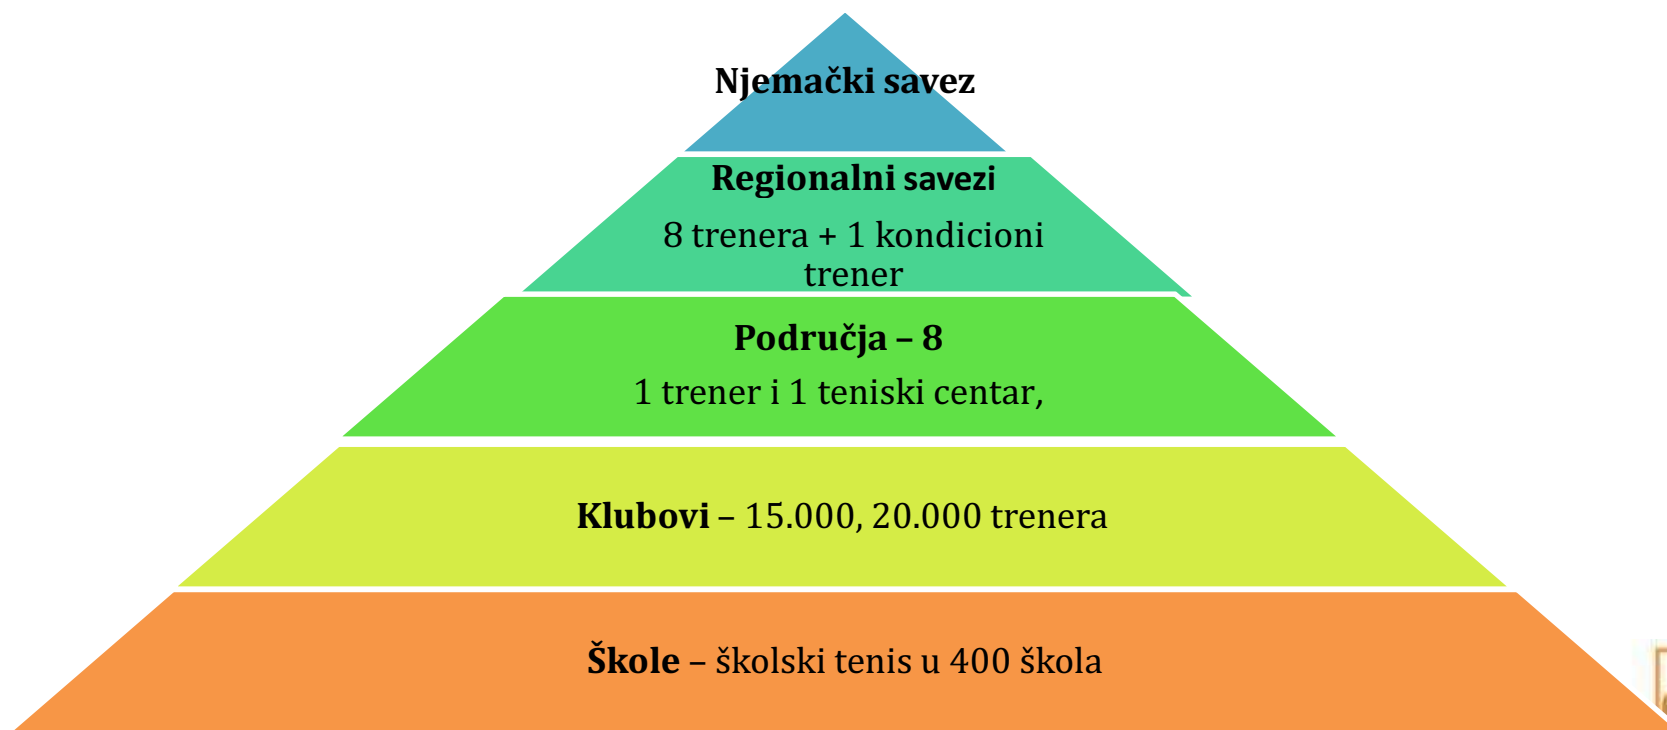 Njemački savez
Regionalni savezi
8 trenera + 1 kondicioni
trener
Područja – 8
1 trener i 1 teniski centar,
Klubovi – 15.000, 20.000 trenera
Škole – školski tenis u 400 škola